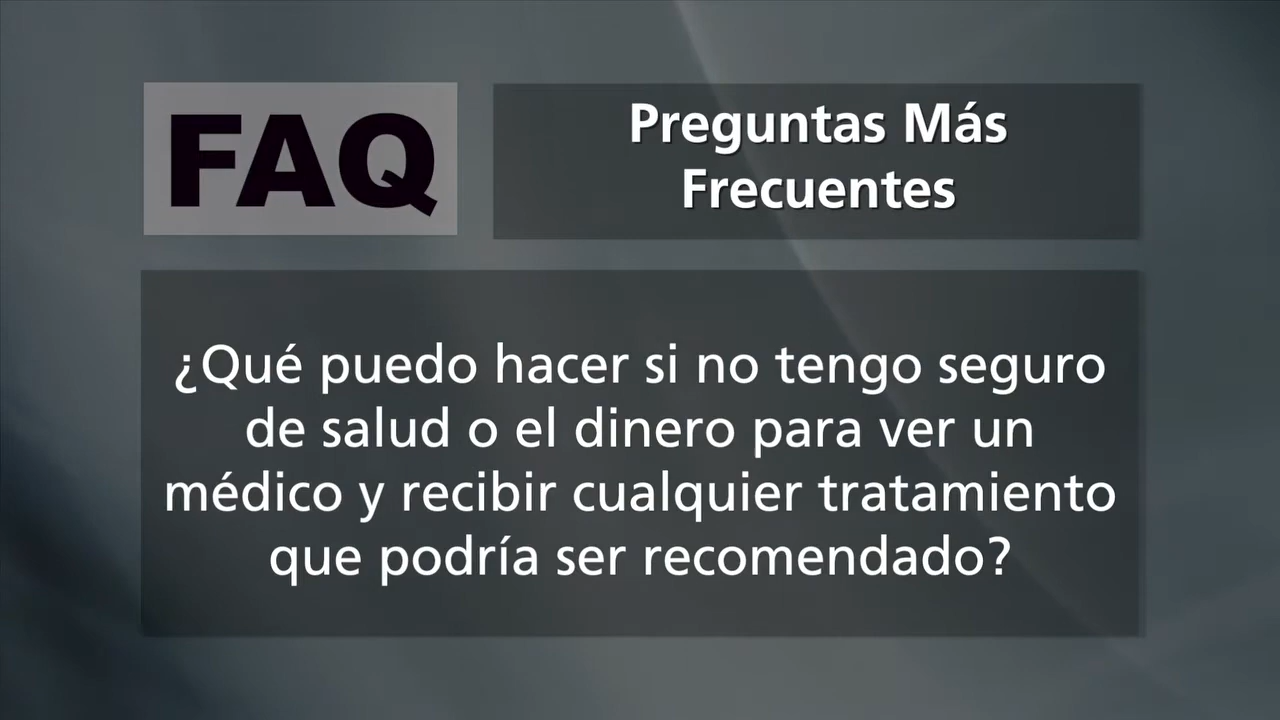 FAQ
Preguntas Más
Frecuentes
¿Qué puedo hacer si no tengo seguro
de salud o el dinero para ver un
médico y recibir cualquier tratamiento
que podría ser recomendado?